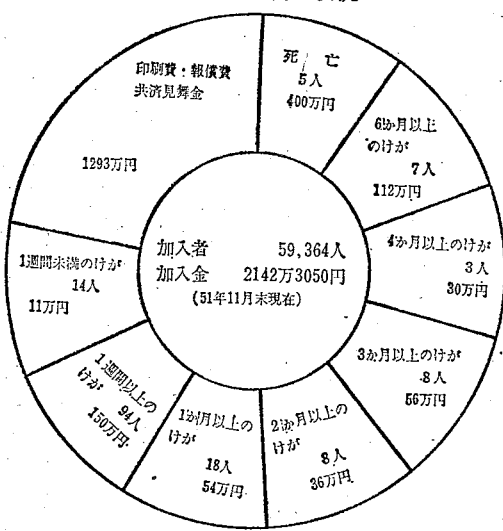 死亡
5人
400万円
6か月以上
のけが
7人
112万円
4か月以上のけが
3人
30万円
3か月以上のけが
8人
56万円
2か月以上の
けが
8人
36万円
1か月以上の
けが
18人
54万円
1週間以上の
けが
94人
150万円
1週間未満のけが
14人
11万円
印刷費・報償費
共済見舞金
1293万円
加入者 59,364人
加入金 2142万3050円
(51年11月末現在)